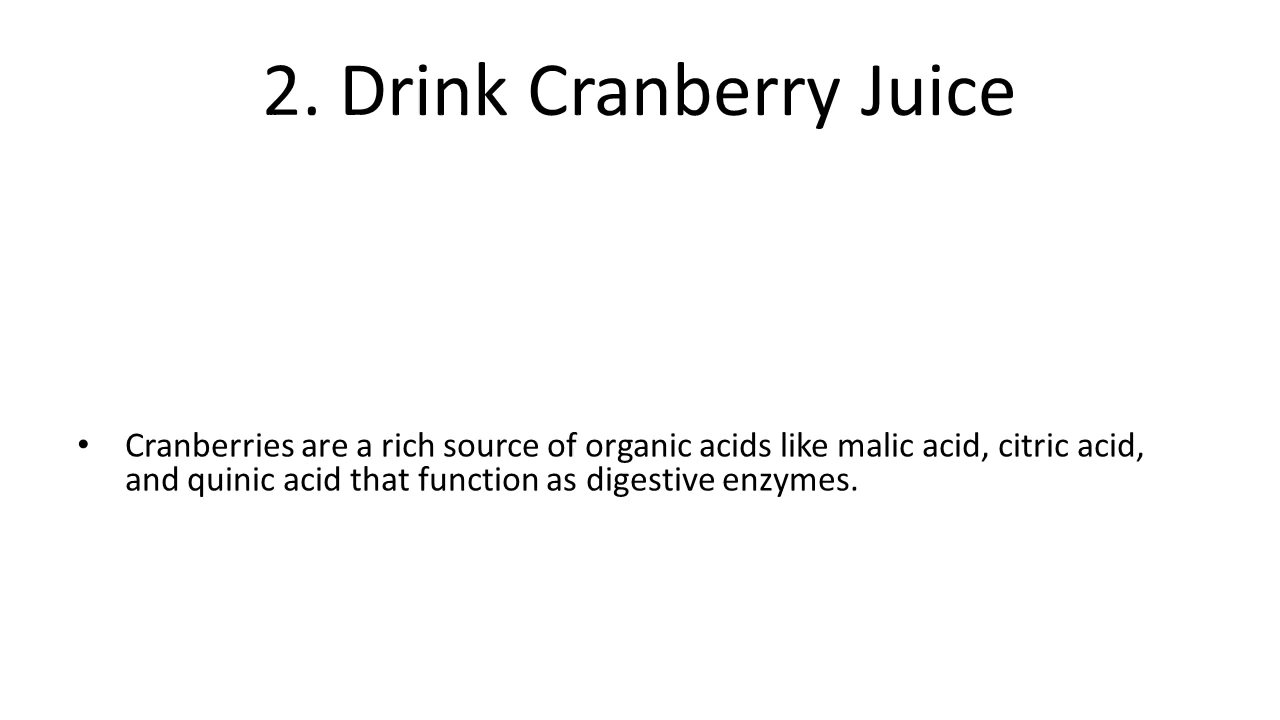 2. Drink Cranberry Juice
• Cranberries are a rich source of organic acids like malic acid, citric acid,
and quinic acid that function as digestive enzymes.